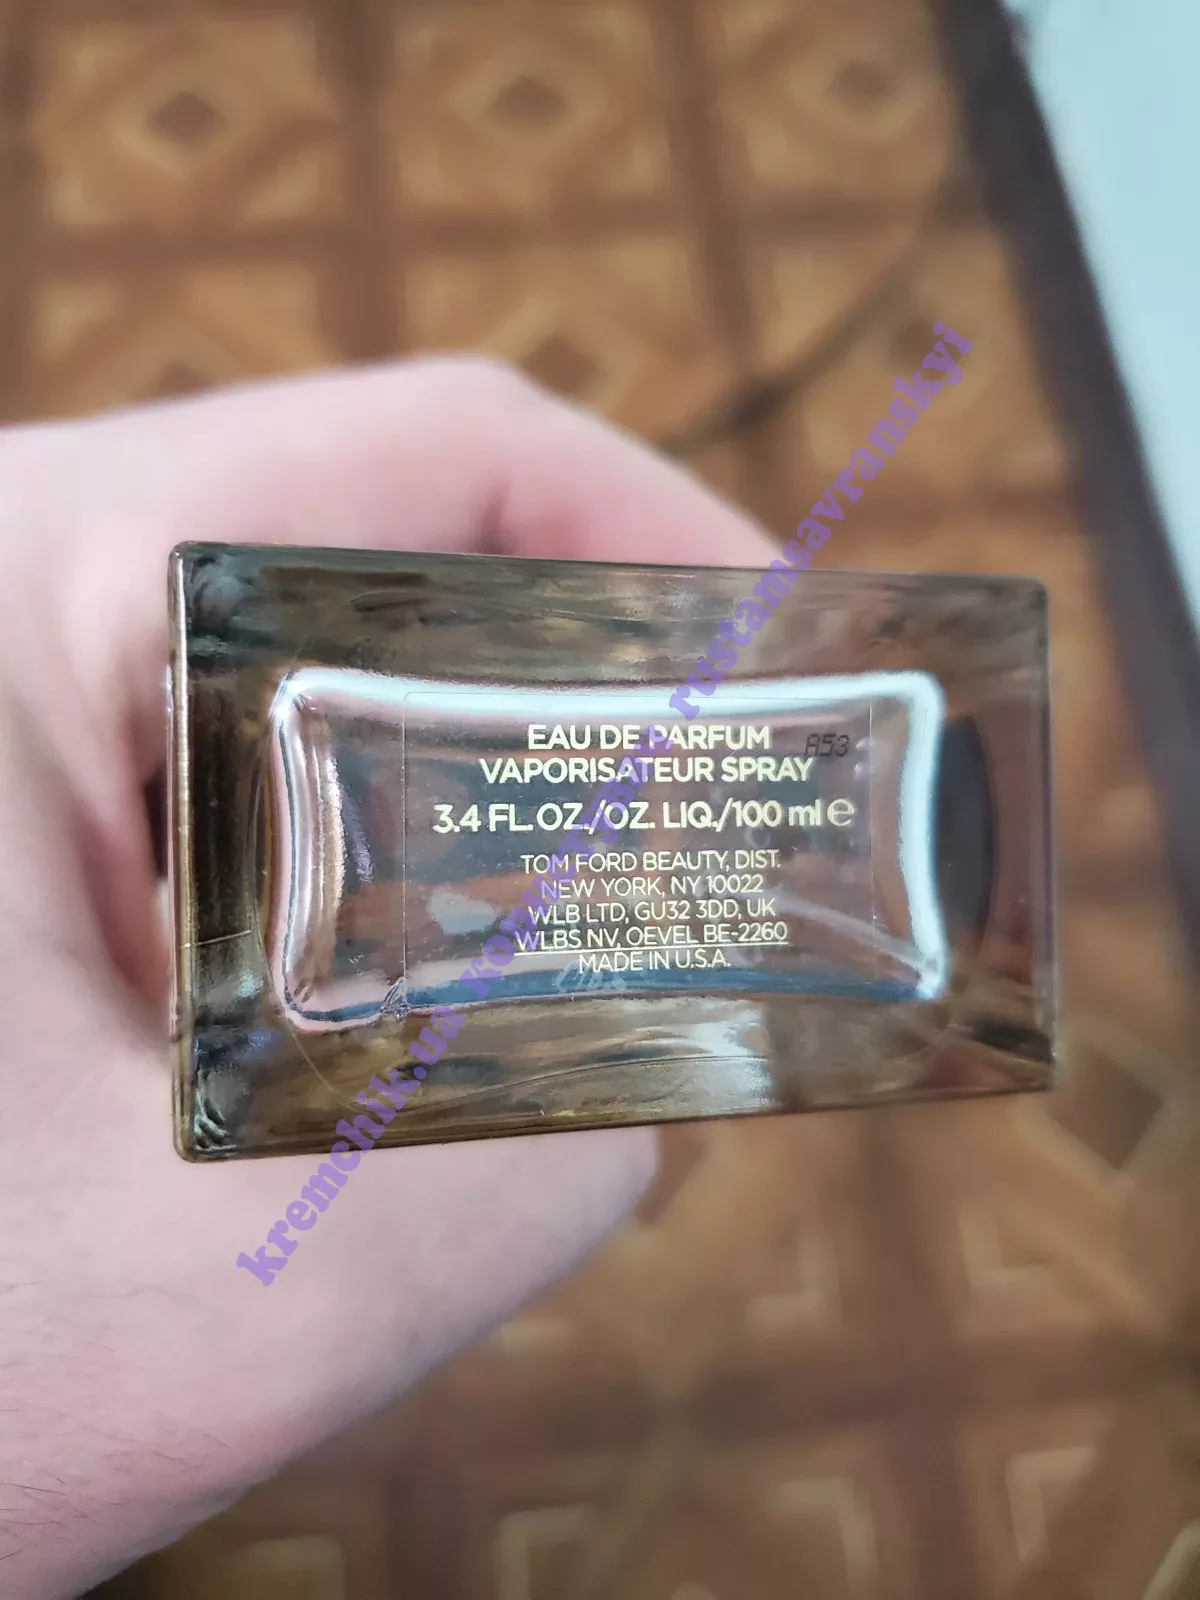 EAU DE PARFUM
A53
VAPORISATEUR SPRAY
3.4 FL. OZ./OZ. LIQ./100 ml ℮
TOM FORD BEAUTY, DIST.
NEW YORK, NY 10022
WLB LTD, GU32 3DD, UK
WLBS NV, OEVEL BE-2260
MADE IN U.S.A.
kremchik.ua rustamsavranskyi